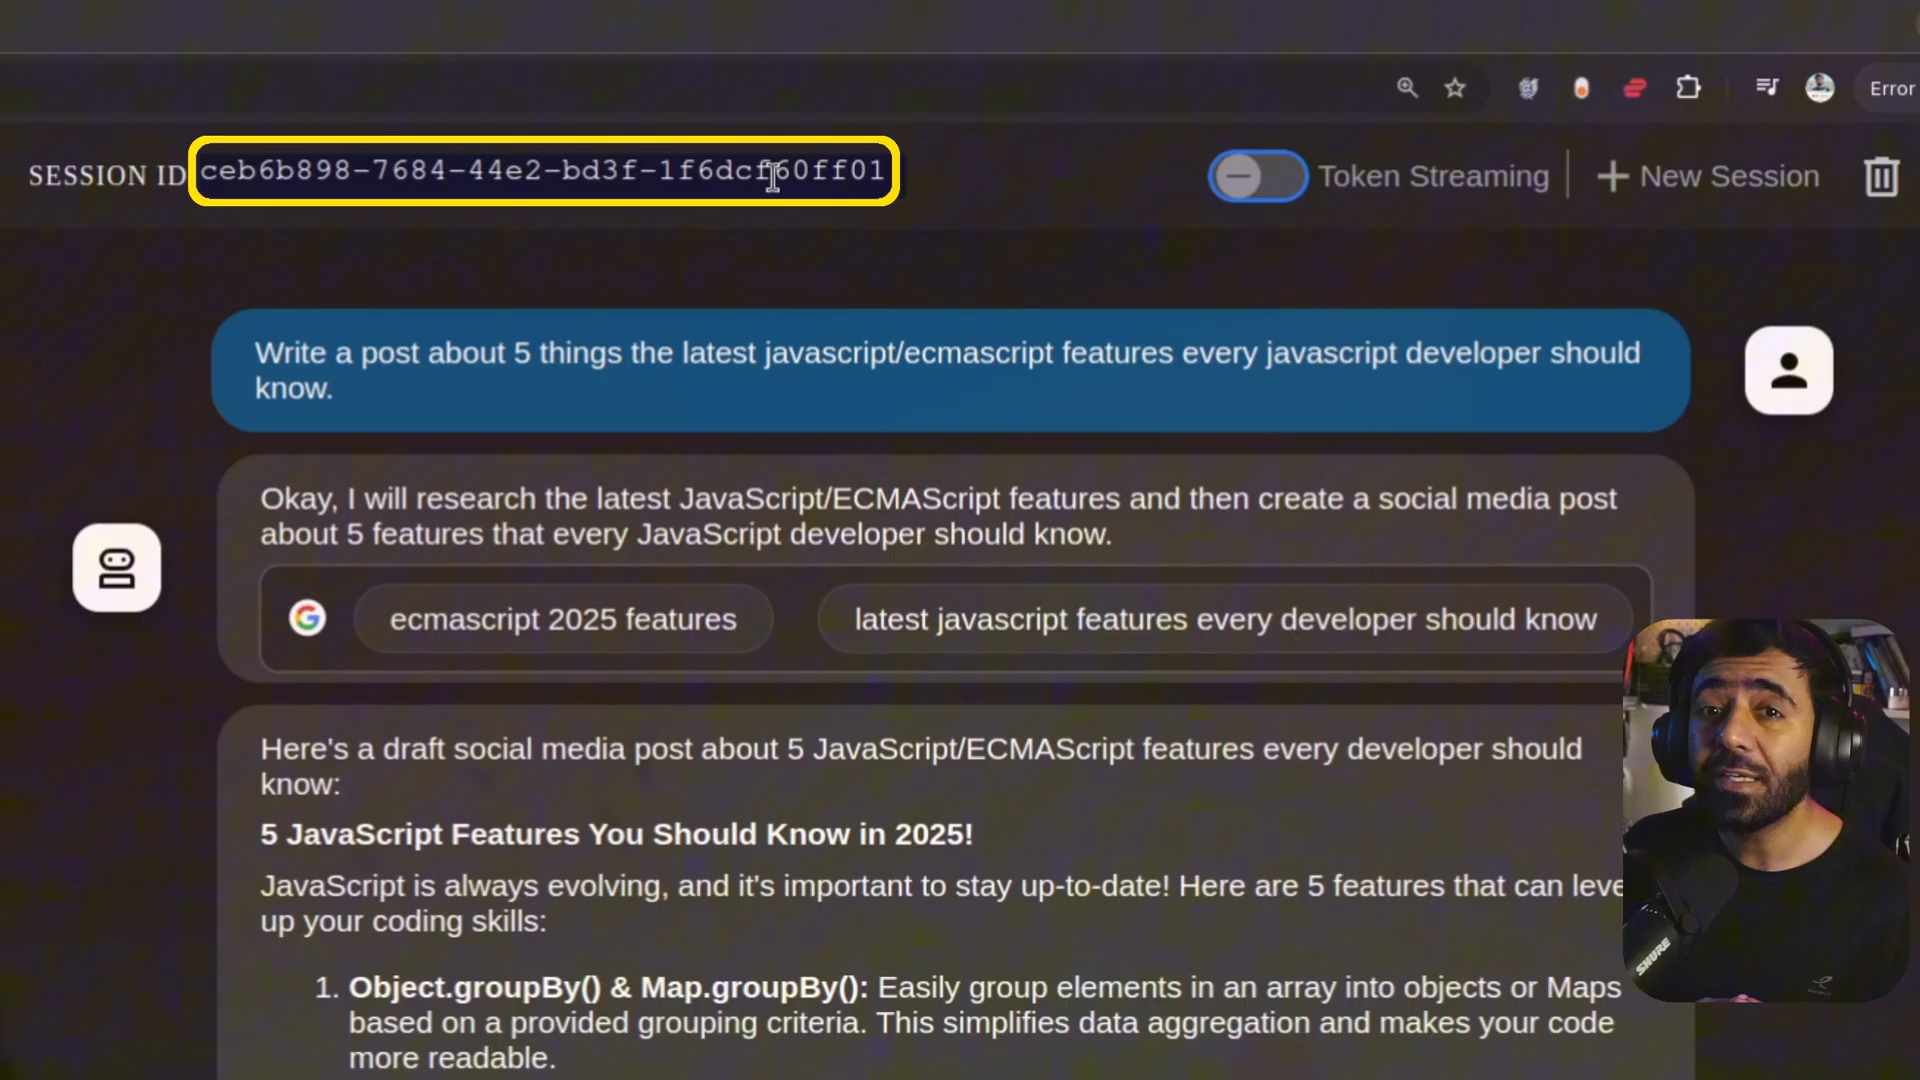 Error
SESSION ID
ceb6b898-7684-44e2-bd3f-1f6dcf60ff01
Token Streaming
New Session
Write a post about 5 things the latest javascript/ecmascript features every javascript developer should
know.
Okay, I will research the latest JavaScript/ECMAScript features and then create a social media post
about 5 features that every JavaScript developer should know.
ecmascript 2025 features
latest javascript features every developer should know
Here's a draft social media post about 5 JavaScript/ECMAScript features every developer should
know:
5 JavaScript Features You Should Know in 2025!
JavaScript is always evolving, and it's important to stay up-to-date! Here are 5 features that can leve
up your coding skills:
1. Object.groupBy() & Map.groupBy(): Easily group elements in an array into objects or Maps
based on a provided grouping criteria. This simplifies data aggregation and makes your code
more readable.
SHURE